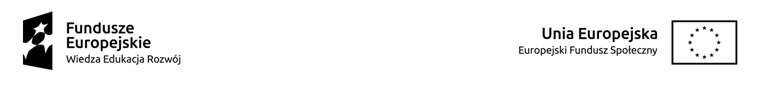 Fundusze
Europejskie
Wiedza Edukacja Rozwój
Unia Europejska
Europejski Fundusz Społeczny